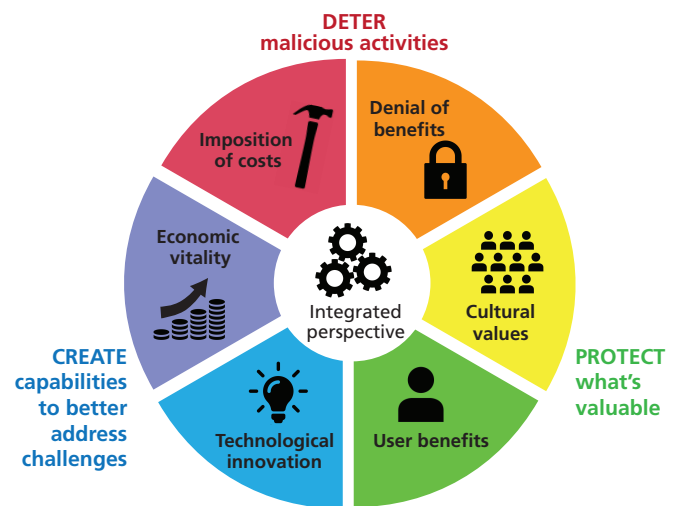 DETER
malicious activities
Imposition
of costs
Denial of
benefits
Economic
vitality
Integrated
perspective
Cultural
values
CREATE
capabilities
to better
address
challenges
PROTECT
what's
valuable
Technological
innovation
User benefits